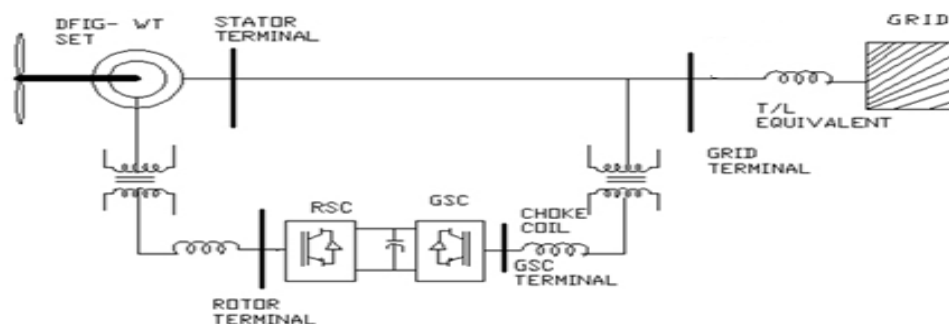 DFIG- WT
SET
STATOR
TERMINAL
GRID
T/L
EQUIVALENT
GRID
TERMINAL
RSC
GSC
CHOKE
COIL
GSC
TERMINAL
ROTOR
TERMINAL